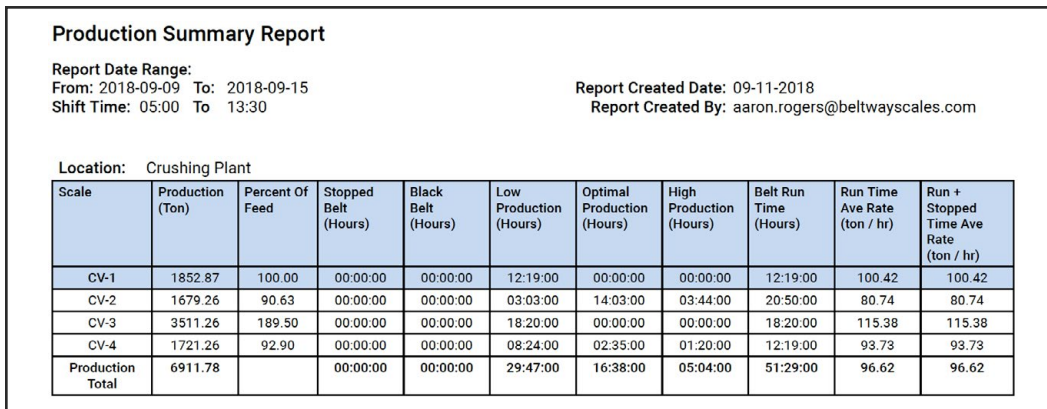 Production Summary Report
Report Date Range:
From: 2018-09-09 To: 2018-09-15
Report Created Date: 09-11-2018
Shift Time: 05:00 To 13:30
Report Created By: aaron.rogers@beltwayscales.com
Location: Crushing Plant
Scale Production (Ton) Percent Of Feed Stopped Belt (Hours) Black Belt (Hours) Low Production (Hours) Optimal Production (Hours) High Production (Hours) Belt Run Time (Hours) Run Time Ave Rate (ton / hr) Run + Stopped Time Ave Rate (ton / hr)
CV-1 1852.87 100.00 00:00:00 00:00:00 12:19:00 00:00:00 00:00:00 12:19:00 100.42 100.42
CV-2 1679.26 90.63 00:00:00 00:00:00 03:03:00 14:03:00 03:44:00 20:50:00 80.74 80.74
CV-3 3511.26 189.50 00:00:00 00:00:00 18:20:00 00:00:00 00:00:00 18:20:00 115.38 115.38
CV-4 1721.26 92.90 00:00:00 00:00:00 08:24:00 02:35:00 01:20:00 12:19:00 93.73 93.73
Production Total 6911.78 00:00:00 00:00:00 29:47:00 16:38:00 05:04:00 51:29:00 96.62 96.62